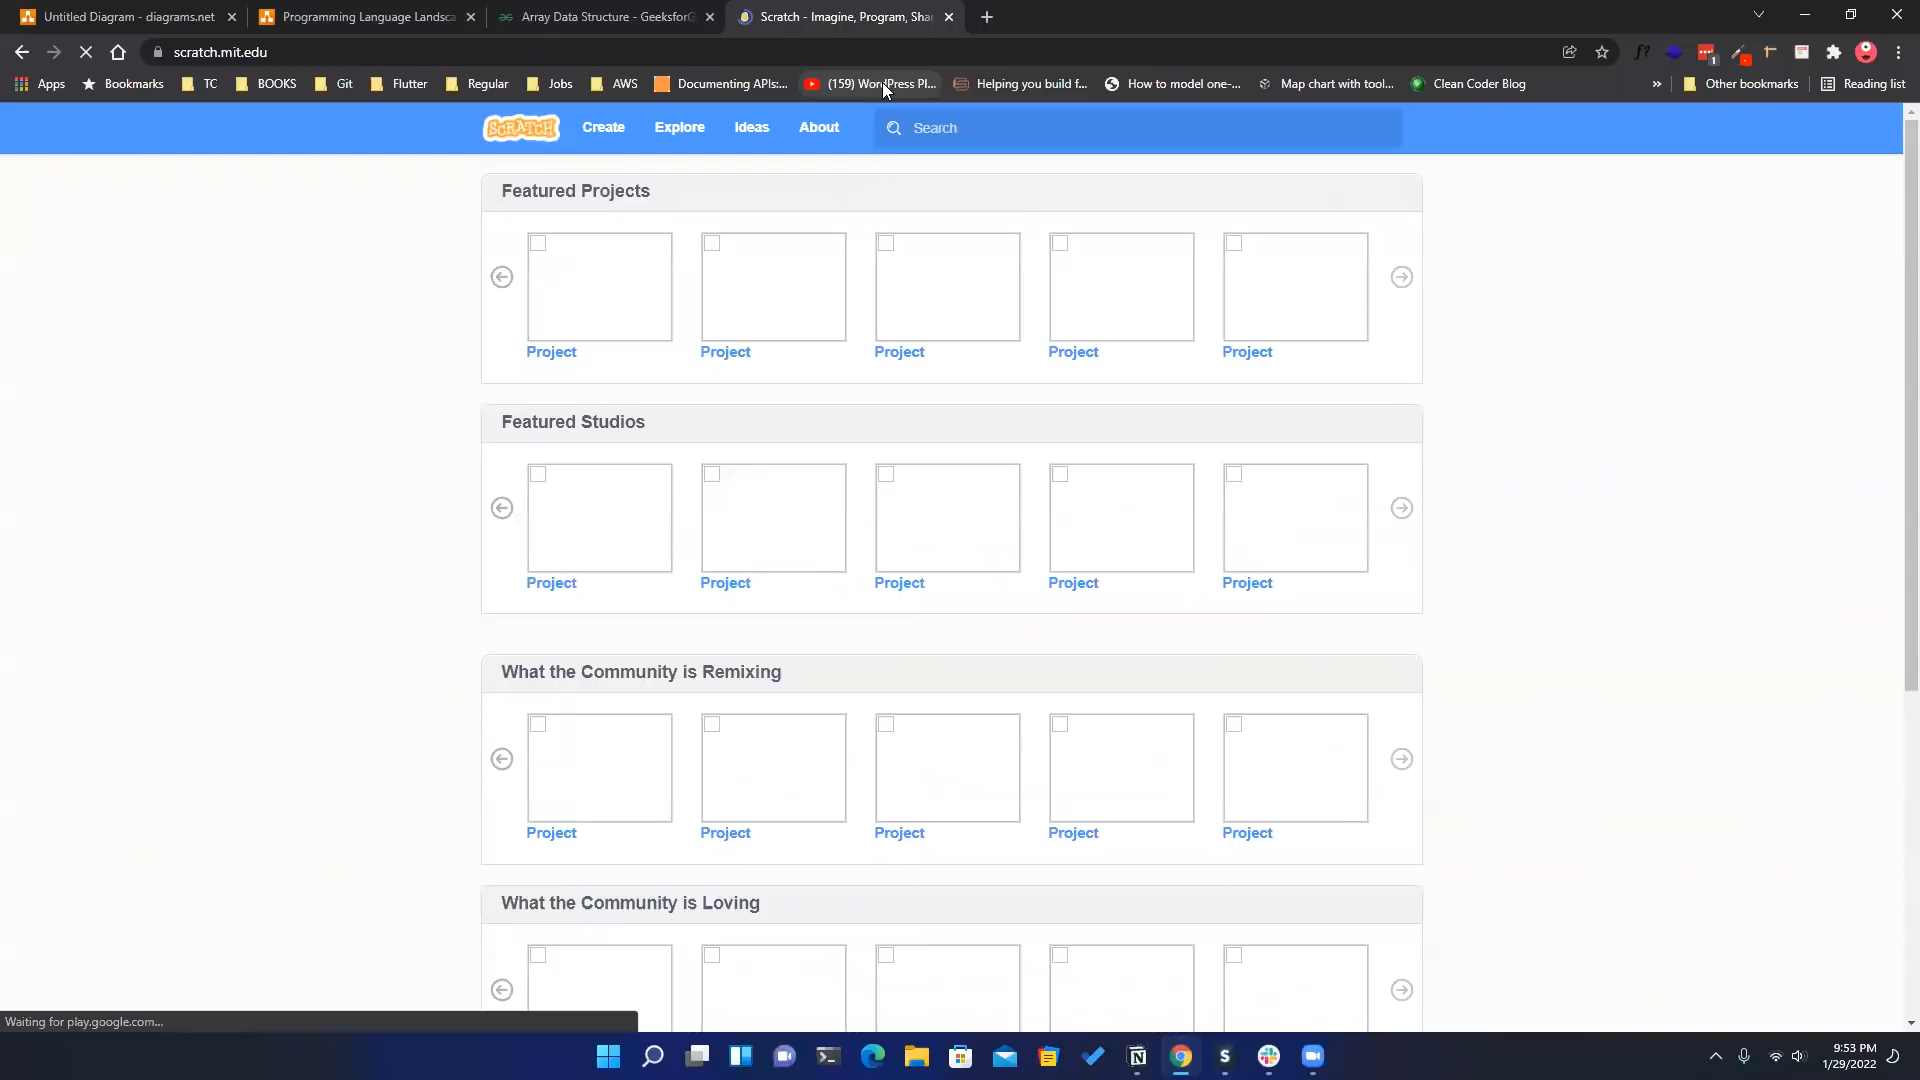 Untitled Diagram - diagrams.net
Programming Language Landsca
Array Data Structure - GeeksforG
Scratch - Imagine, Program, Shar
scratch.mit.edu
Apps
Bookmarks
TC
BOOKS
Git
Flutter
Regular
Jobs
AWS
Documenting APIs:...
(159) WordPress Pl...
Helping you build f...
How to model one-...
Map chart with tool...
Clean Coder Blog
»
Other bookmarks
Reading list
SCRATCH
Create
Explore
Ideas
About
Search
Featured Projects
Project
Project
Project
Project
Project
Featured Studios
Project
Project
Project
Project
Project
What the Community is Remixing
Project
Project
Project
Project
Project
What the Community is Loving
Waiting for play.google.com...
9:53 PM
1/29/2022